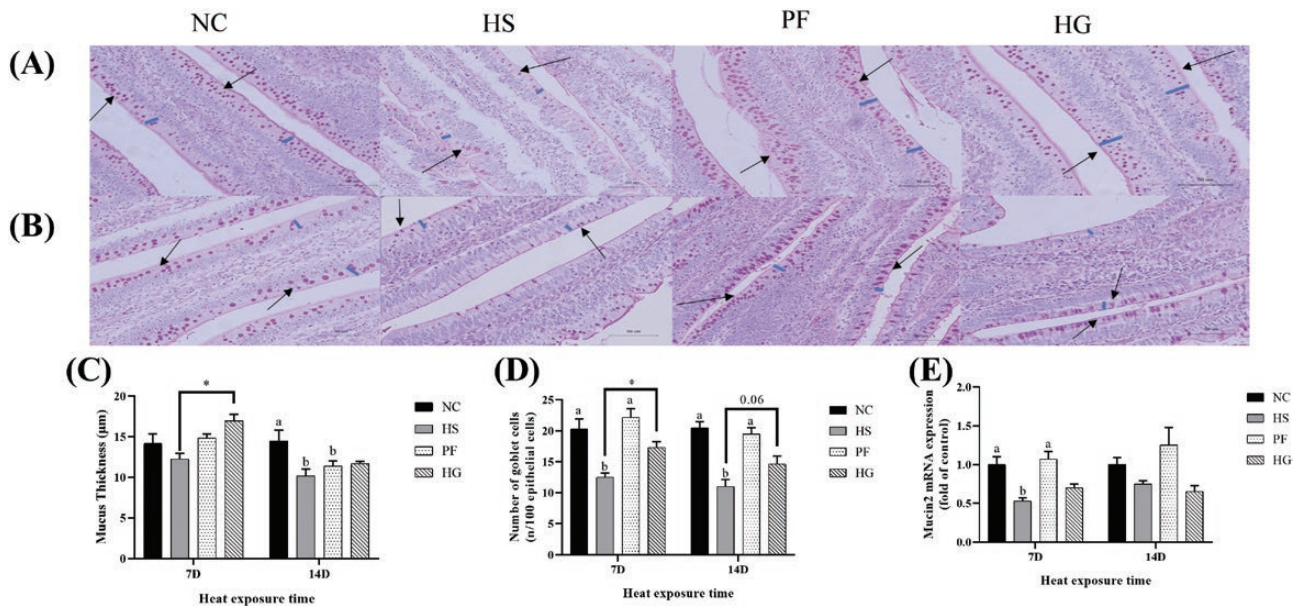 NC HS PF HG
(A)
(B)
(C)
Mucus Thickness (μm)
20
15
10
5
0
*
a
b
b
7D 14D
Heat exposure time
NC
HS
PF
HG
(D)
Number of goblet cells
(n/100 epithelial cells)
25
20
15
10
5
0
a
b
*
a
a
b
0.06
a
7D 14D
Heat exposure time
NC
HS
PF
HG
(E)
Mucin2 mRNA expression
(fold of control)
2.0
1.5
1.0
0.5
0.0
a
b
a
7D 14D
Heat exposure time
NC
HS
PF
HG